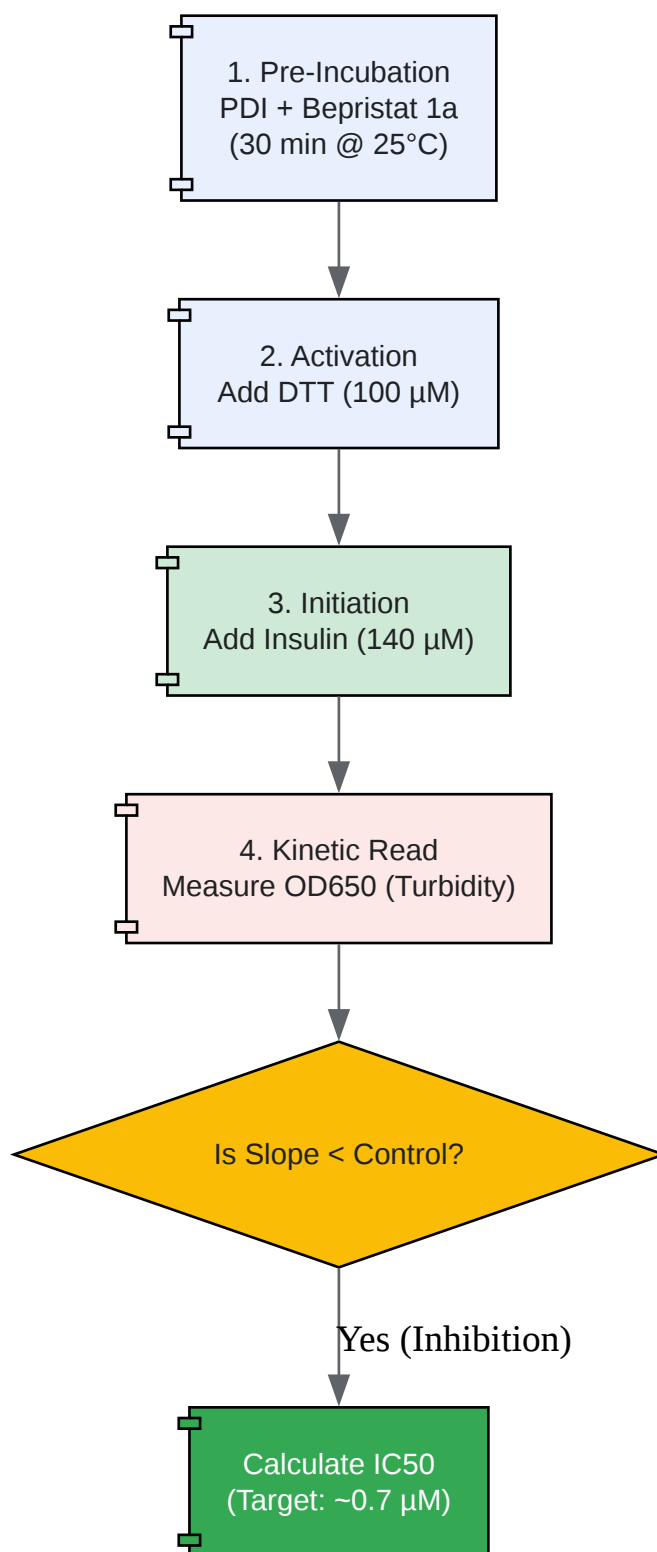 1. Pre-Incubation
PDI + Bepristat 1a
(30 min @ 25°C)
2. Activation
Add DTT (100 µM)
3. Initiation
Add Insulin (140 µM)
4. Kinetic Read
Measure OD650 (Turbidity)
Is Slope < Control?
Yes (Inhibition)
Calculate IC50
(Target: ~0.7 µM)